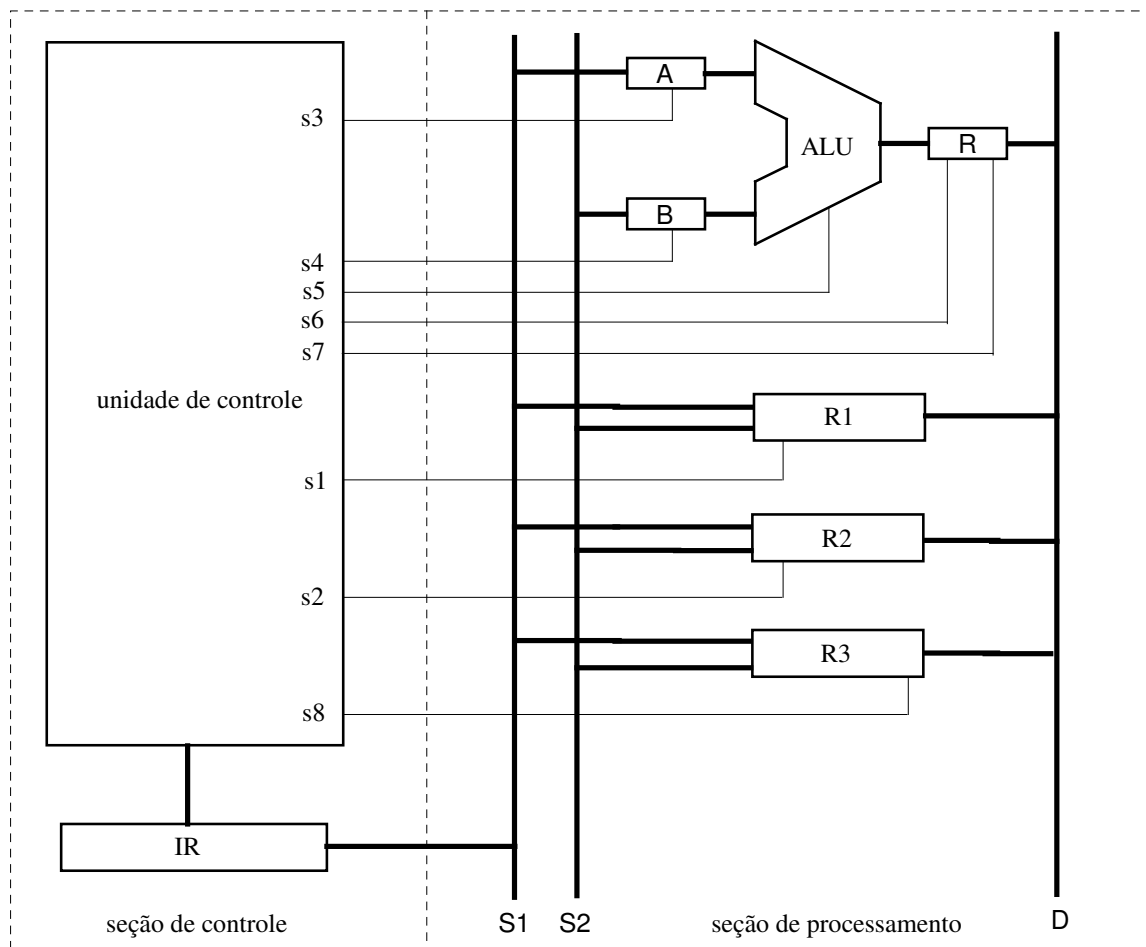 A
s3
ALU
R
B
s4
s5
s6
s7
unidade de controle
R1
s1
R2
s2
R3
s8
IR
seção de controle
S1
S2
seção de processamento
D